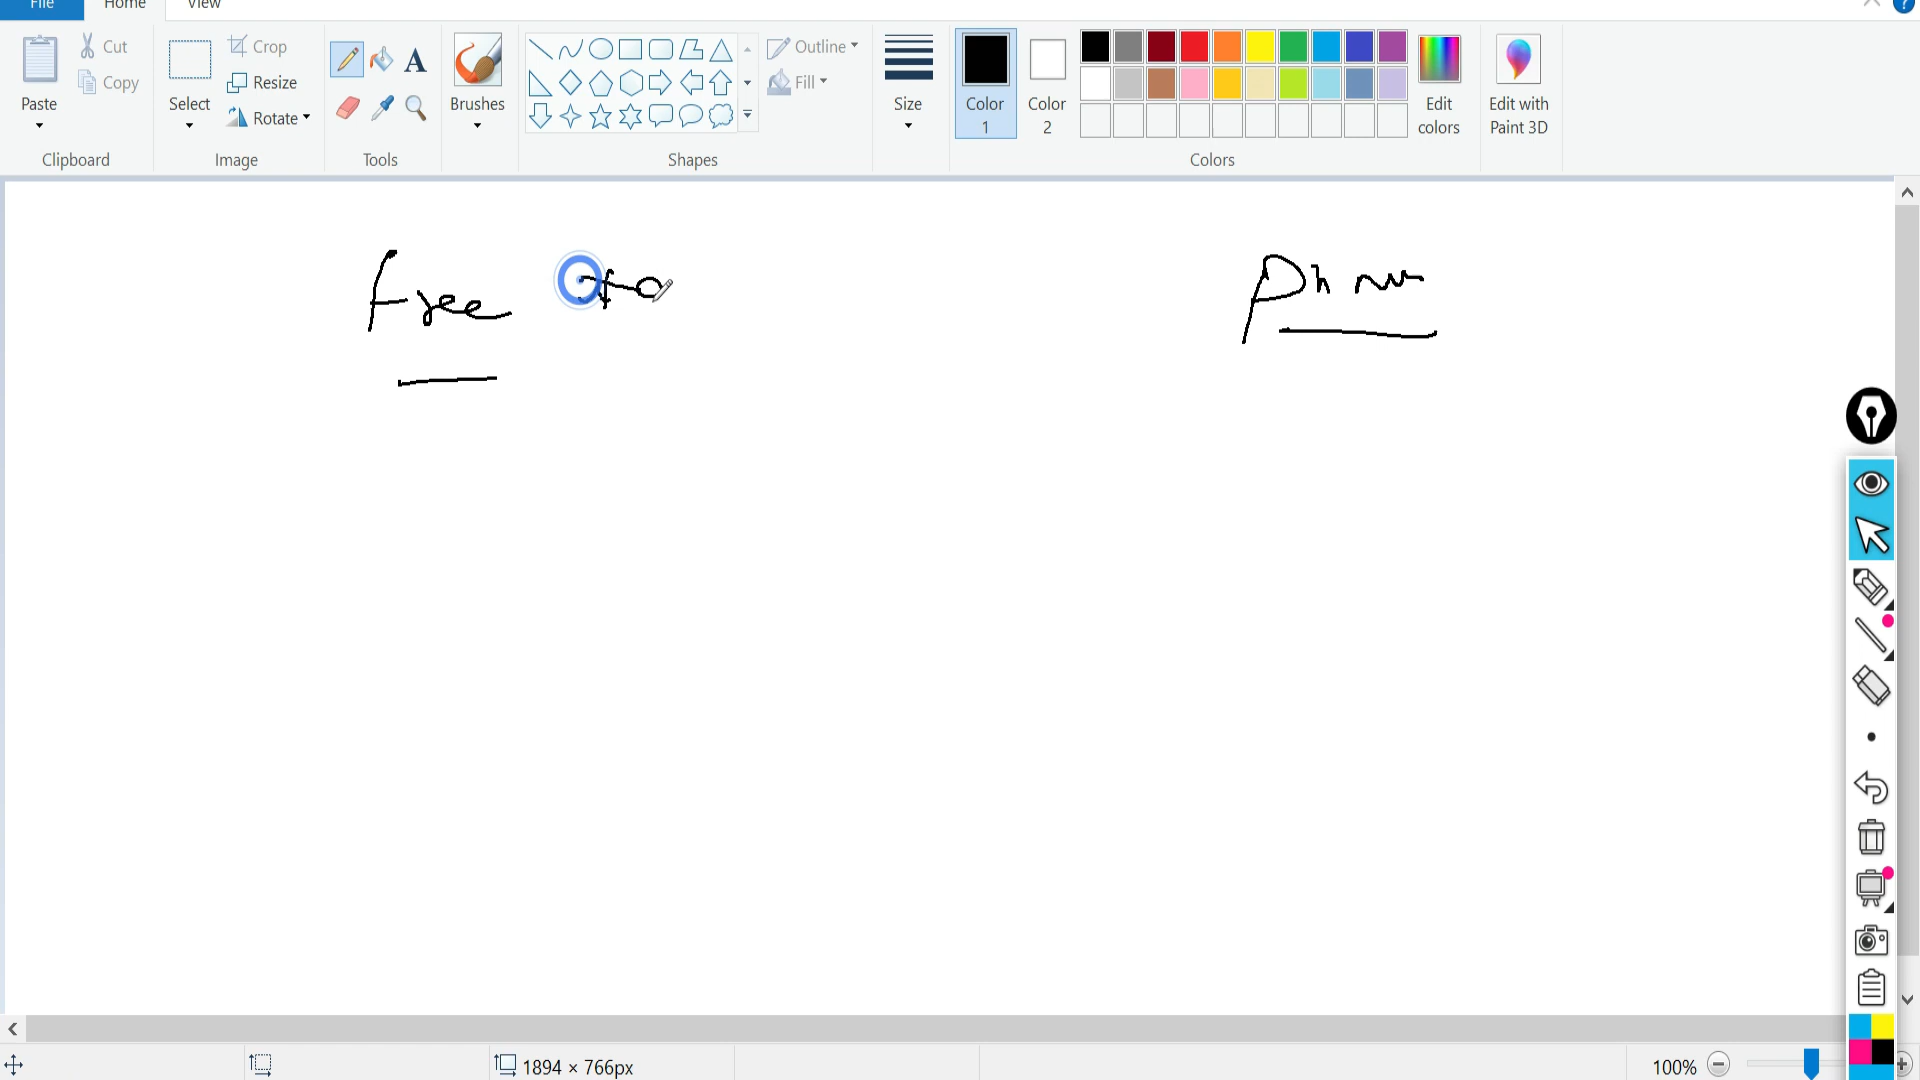 File Home View
Cut
Copy
Paste
Clipboard
Select
Crop
Resize
Rotate
Image
Tools
Brushes
Shapes
Outline
Fill
Size
Color 1
Color 2
Edit colors
Colors
Edit with Paint 3D
Free
Ph
1894 × 766px
100%